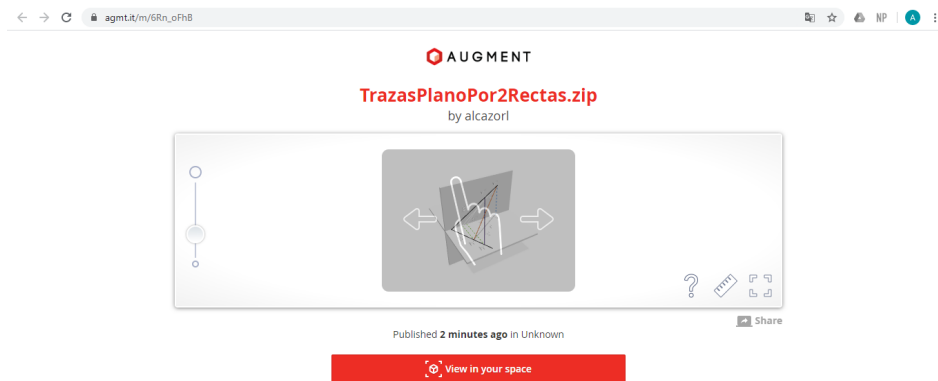 agmt.it/m/6Rn_oFhB
NP
A
AUGMENT
TrazasPlanoPor2Rectas.zip
by alcazorl
?
Share
Published 2 minutes ago in Unknown
View in your space